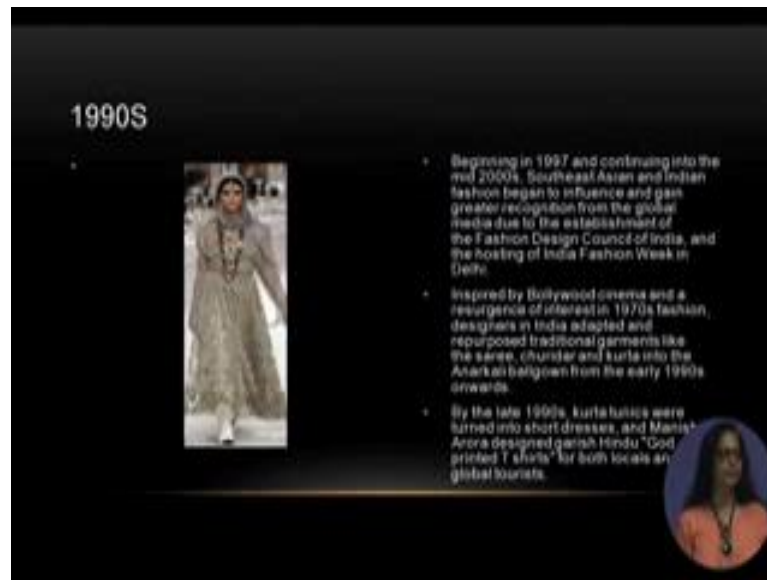 1990S
Beginning in 1997 and continuing into the
mid 2000s, Southeast Asian and Indian
fashion began to influence and gain
greater recognition from the global
media due to the establishment of
the Fashion Design Council of India, and
the hosting of India Fashion Week in
Delhi.
Inspired by Bollywood cinema and a
resurgence of interest in 1970s fashion,
designers in India adapted and
repurposed traditional garments like
the saree, churidar and kurta into the
Anarkali ballgown from the early 1990s
onwards.
By the late 1990s, kurta tunics were
turned into short dresses, and Manish
Arora designed garish Hindu "God
printed T shirts" for both locals an
global tourists.